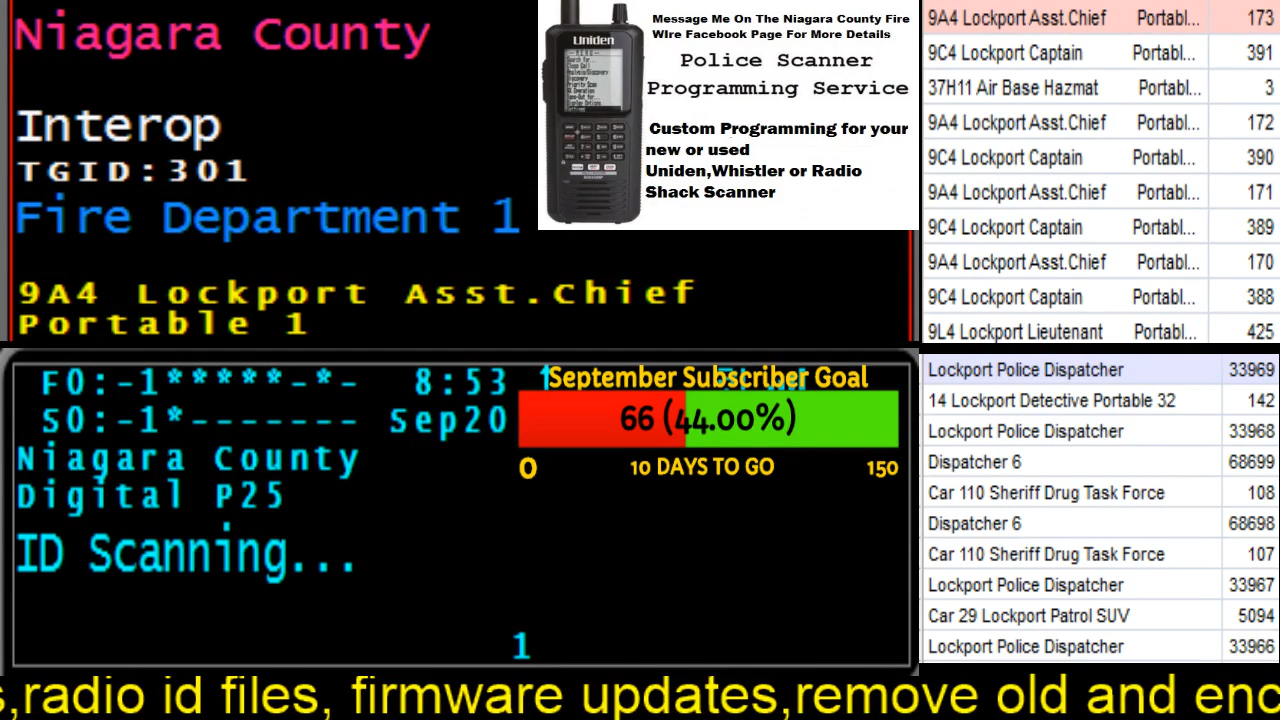 Niagara County
Interop
TGID:301
Fire Department 1
9A4 Lockport Asst.Chief
Portable 1
Uniden
Message Me On The Niagara County Fire
WIre Facebook Page For More Details
Police Scanner
Programming Service
Custom Programming for your
new or used
Uniden,Whistler or Radio
Shack Scanner
9A4 Lockport Asst.Chief Portabl... 173
9C4 Lockport Captain Portabl... 391
37H11 Air Base Hazmat Portabl... 3
9A4 Lockport Asst.Chief Portabl... 172
9C4 Lockport Captain Portabl... 390
9A4 Lockport Asst.Chief Portabl... 171
9C4 Lockport Captain Portabl... 389
9A4 Lockport Asst.Chief Portabl... 170
9C4 Lockport Captain Portabl... 388
9L4 Lockport Lieutenant Portabl... 425
F0:-1*****-*- 8:53
S0:-1*------- Sep20
Niagara County
Digital P25
ID Scanning...
1
September Subscriber Goal
66 (44.00%)
0 10 DAYS TO GO 150
Lockport Police Dispatcher 33969
14 Lockport Detective Portable 32 142
Lockport Police Dispatcher 33968
Dispatcher 6 68699
Car 110 Sheriff Drug Task Force 108
Dispatcher 6 68698
Car 110 Sheriff Drug Task Force 107
Lockport Police Dispatcher 33967
Car 29 Lockport Patrol SUV 5094
Lockport Police Dispatcher 33966
s,radio id files, firmware updates,remove old and enc